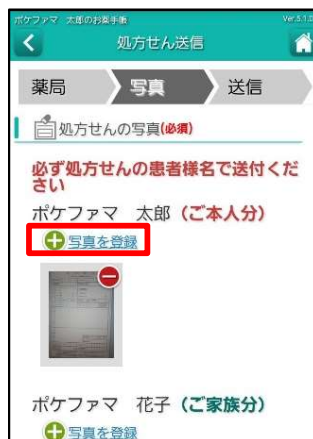 ポケファマ 太郎のお薬手帳 Ver.5.1.0
処方せん送信
薬局 写真 送信
処方せんの写真(必須)
必ず処方せんの患者様名で送付くだ
さい
ポケファマ 太郎(ご本人分)
写真を登録
ポケファマ 花子(ご家族分)
写真を登録